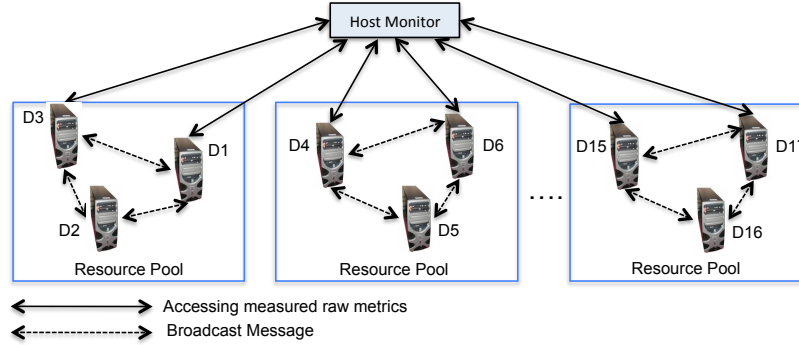 Host Monitor
D3
D1
D2
Resource Pool
D4
D6
D5
Resource Pool
....
D15
D17
D16
Resource Pool
Accessing measured raw metrics
Broadcast Message